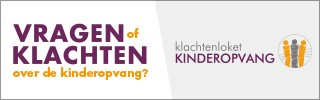 VRAGEN of
KLACHTEN
over de kinderopvang?
klachtenloket
KINDEROPVANG